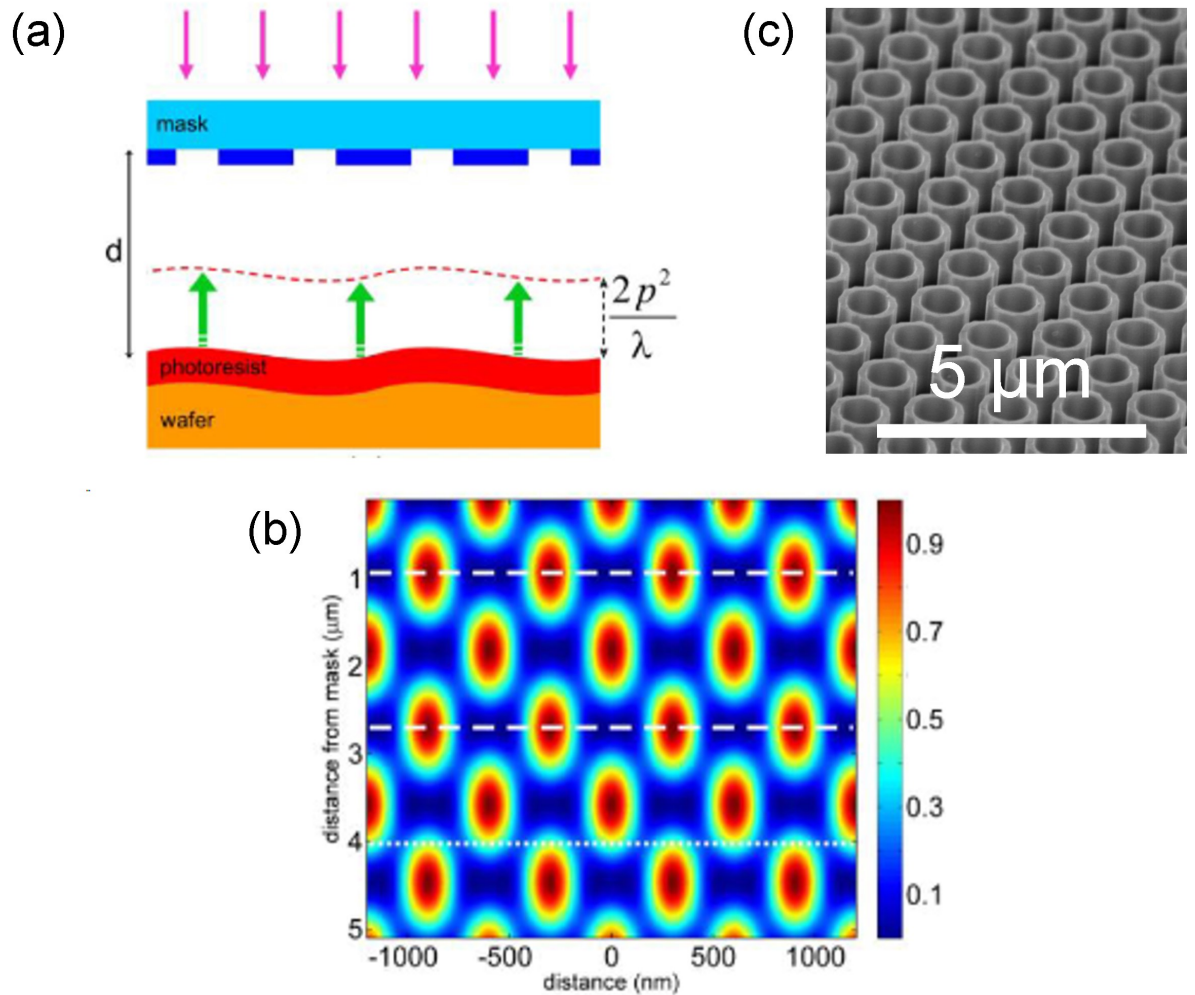 (a)
mask
d
2p²
λ
photoresist
wafer
(c)
5 μm
(b)
distance from mask (μm)
1
2
3
4
5
-1000 -500 0 500 1000
distance (nm)
0.9
0.7
0.5
0.3
0.1